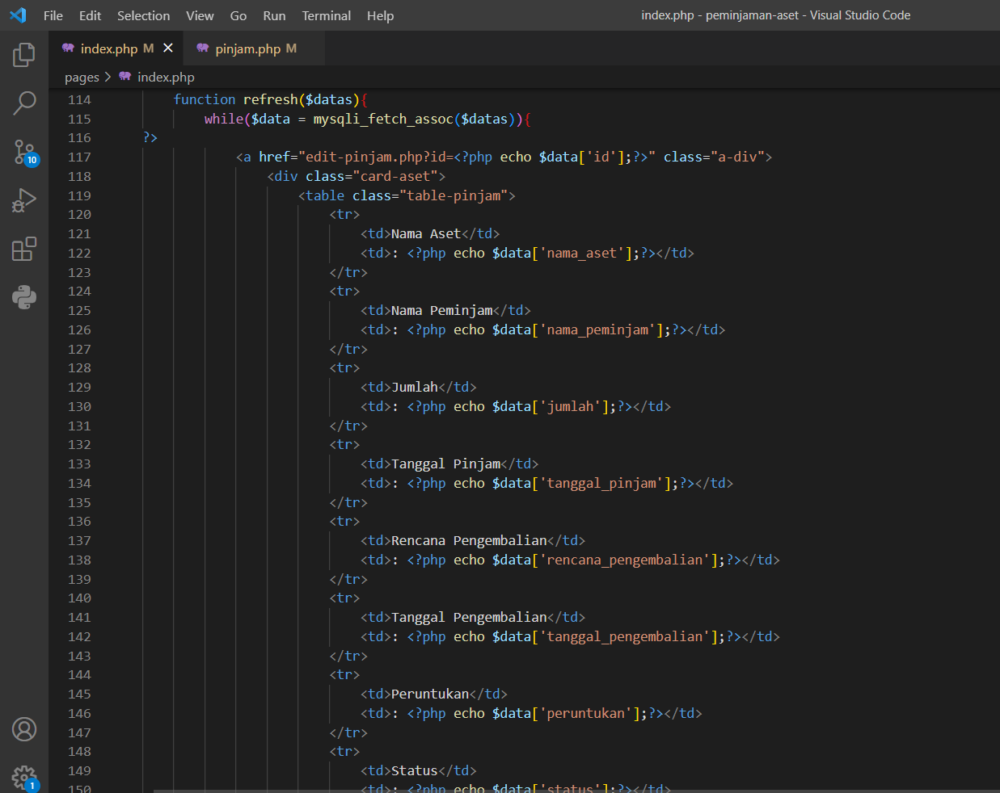 File Edit Selection View Go Run Terminal Help
index.php - peminjaman-aset - Visual Studio Code
index.php M × pinjam.php M
pages > index.php
114 function refresh($datas){
115 while($data = mysqli_fetch_assoc($datas)){
116 ?>
117 <a href="edit-pinjam.php?id=<?php echo $data['id'];?>" class="a-div">
118 <div class="card-aset">
119 <table class="table-pinjam">
120 <tr>
121 <td>Nama Aset</td>
122 <td>: <?php echo $data['nama_aset'];?></td>
123 </tr>
124 <tr>
125 <td>Nama Peminjam</td>
126 <td>: <?php echo $data['nama_peminjam'];?></td>
127 </tr>
128 <tr>
129 <td>Jumlah</td>
130 <td>: <?php echo $data['jumlah'];?></td>
131 </tr>
132 <tr>
133 <td>Tanggal Pinjam</td>
134 <td>: <?php echo $data['tanggal_pinjam'];?></td>
135 </tr>
136 <tr>
137 <td>Rencana Pengembalian</td>
138 <td>: <?php echo $data['rencana_pengembalian'];?></td>
139 </tr>
140 <tr>
141 <td>Tanggal Pengembalian</td>
142 <td>: <?php echo $data['tanggal_pengembalian'];?></td>
143 </tr>
144 <tr>
145 <td>Peruntukan</td>
146 <td>: <?php echo $data['peruntukan'];?></td>
147 </tr>
148 <tr>
149 <td>Status</td>
150 <td>: <?php echo $data['status'];?></td>
10
1